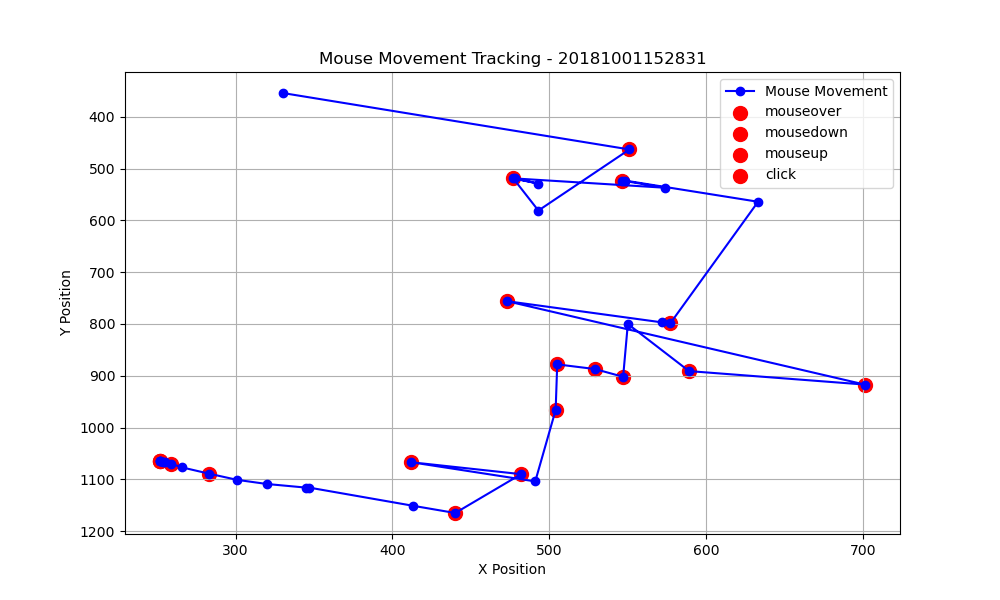 Mouse Movement Tracking - 20181001152831
Mouse Movement
mouseover
mousedown
mouseup
click
Y Position
400
500
600
700
800
900
1000
1100
1200
300 400 500 600 700
X Position